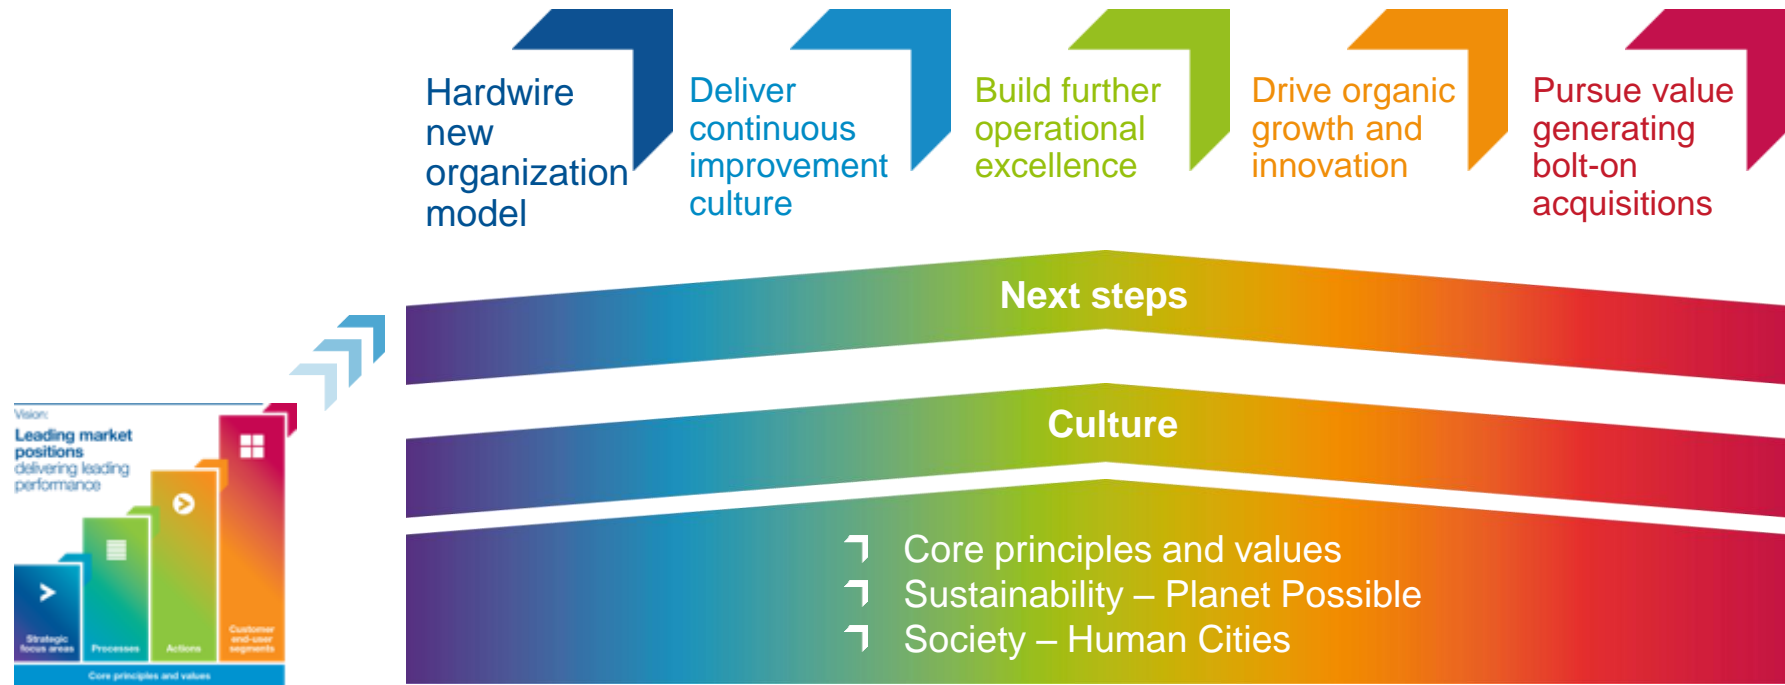 Hardwire
new
organization
model
Deliver
continuous
improvement
culture
Build further
operational
excellence
Drive organic
growth and
innovation
Pursue value
generating
bolt-on
acquisitions
Next steps
Culture
Core principles and values
Sustainability – Planet Possible
Society – Human Cities
Vision:
Leading market
positions
delivering leading
performance
Strategic
focus areas
Processes
Actions
Customer
end-user
segments
Core principles and values